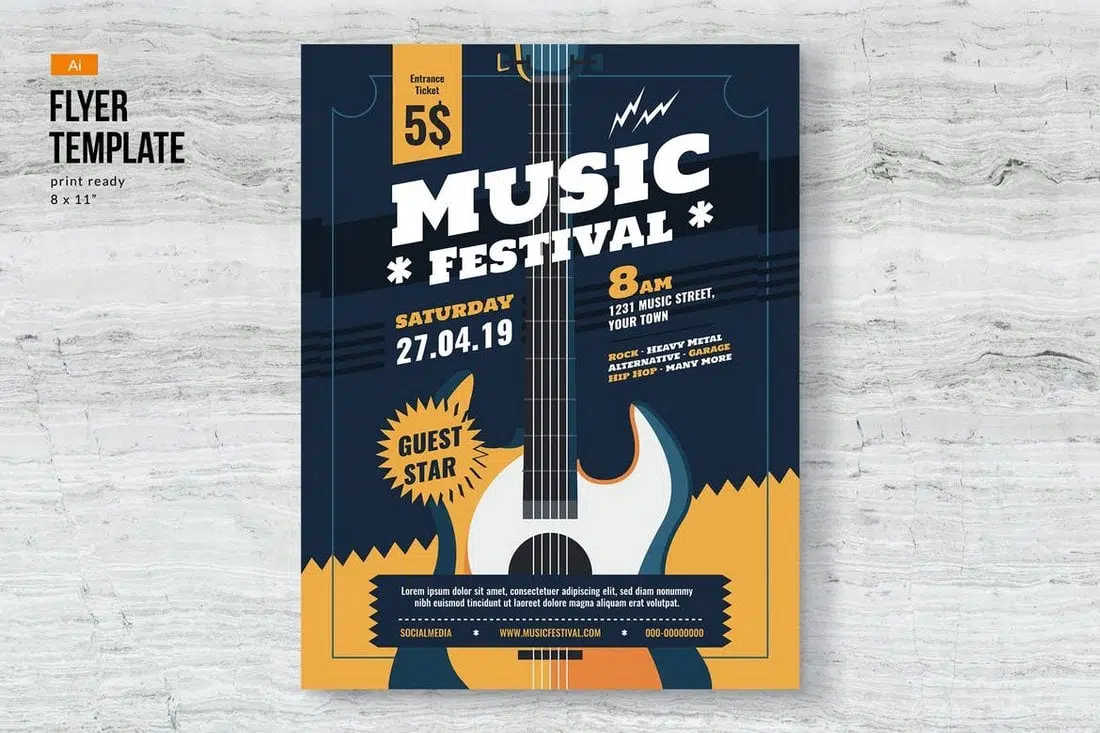 Ai
FLYER
TEMPLATE
print ready
8 x 11”
Entrance
Ticket
5$
MUSIC
* FESTIVAL *
SATURDAY
27.04.19
8AM
1231 MUSIC STREET,
YOUR TOWN
ROCK - HEAVY METAL
ALTERNATIVE - GARAGE
HIP HOP - MANY MORE
GUEST
STAR
Lorem ipsum dolor sit amet, consectetuer adipiscing elit, sed diam nonummy
nibh euismod tincidunt ut laoreet dolore magna aliquam erat volutpat.
SOCIALMEDIA * WWW.MUSICFESTIVAL.COM * 000-00000000